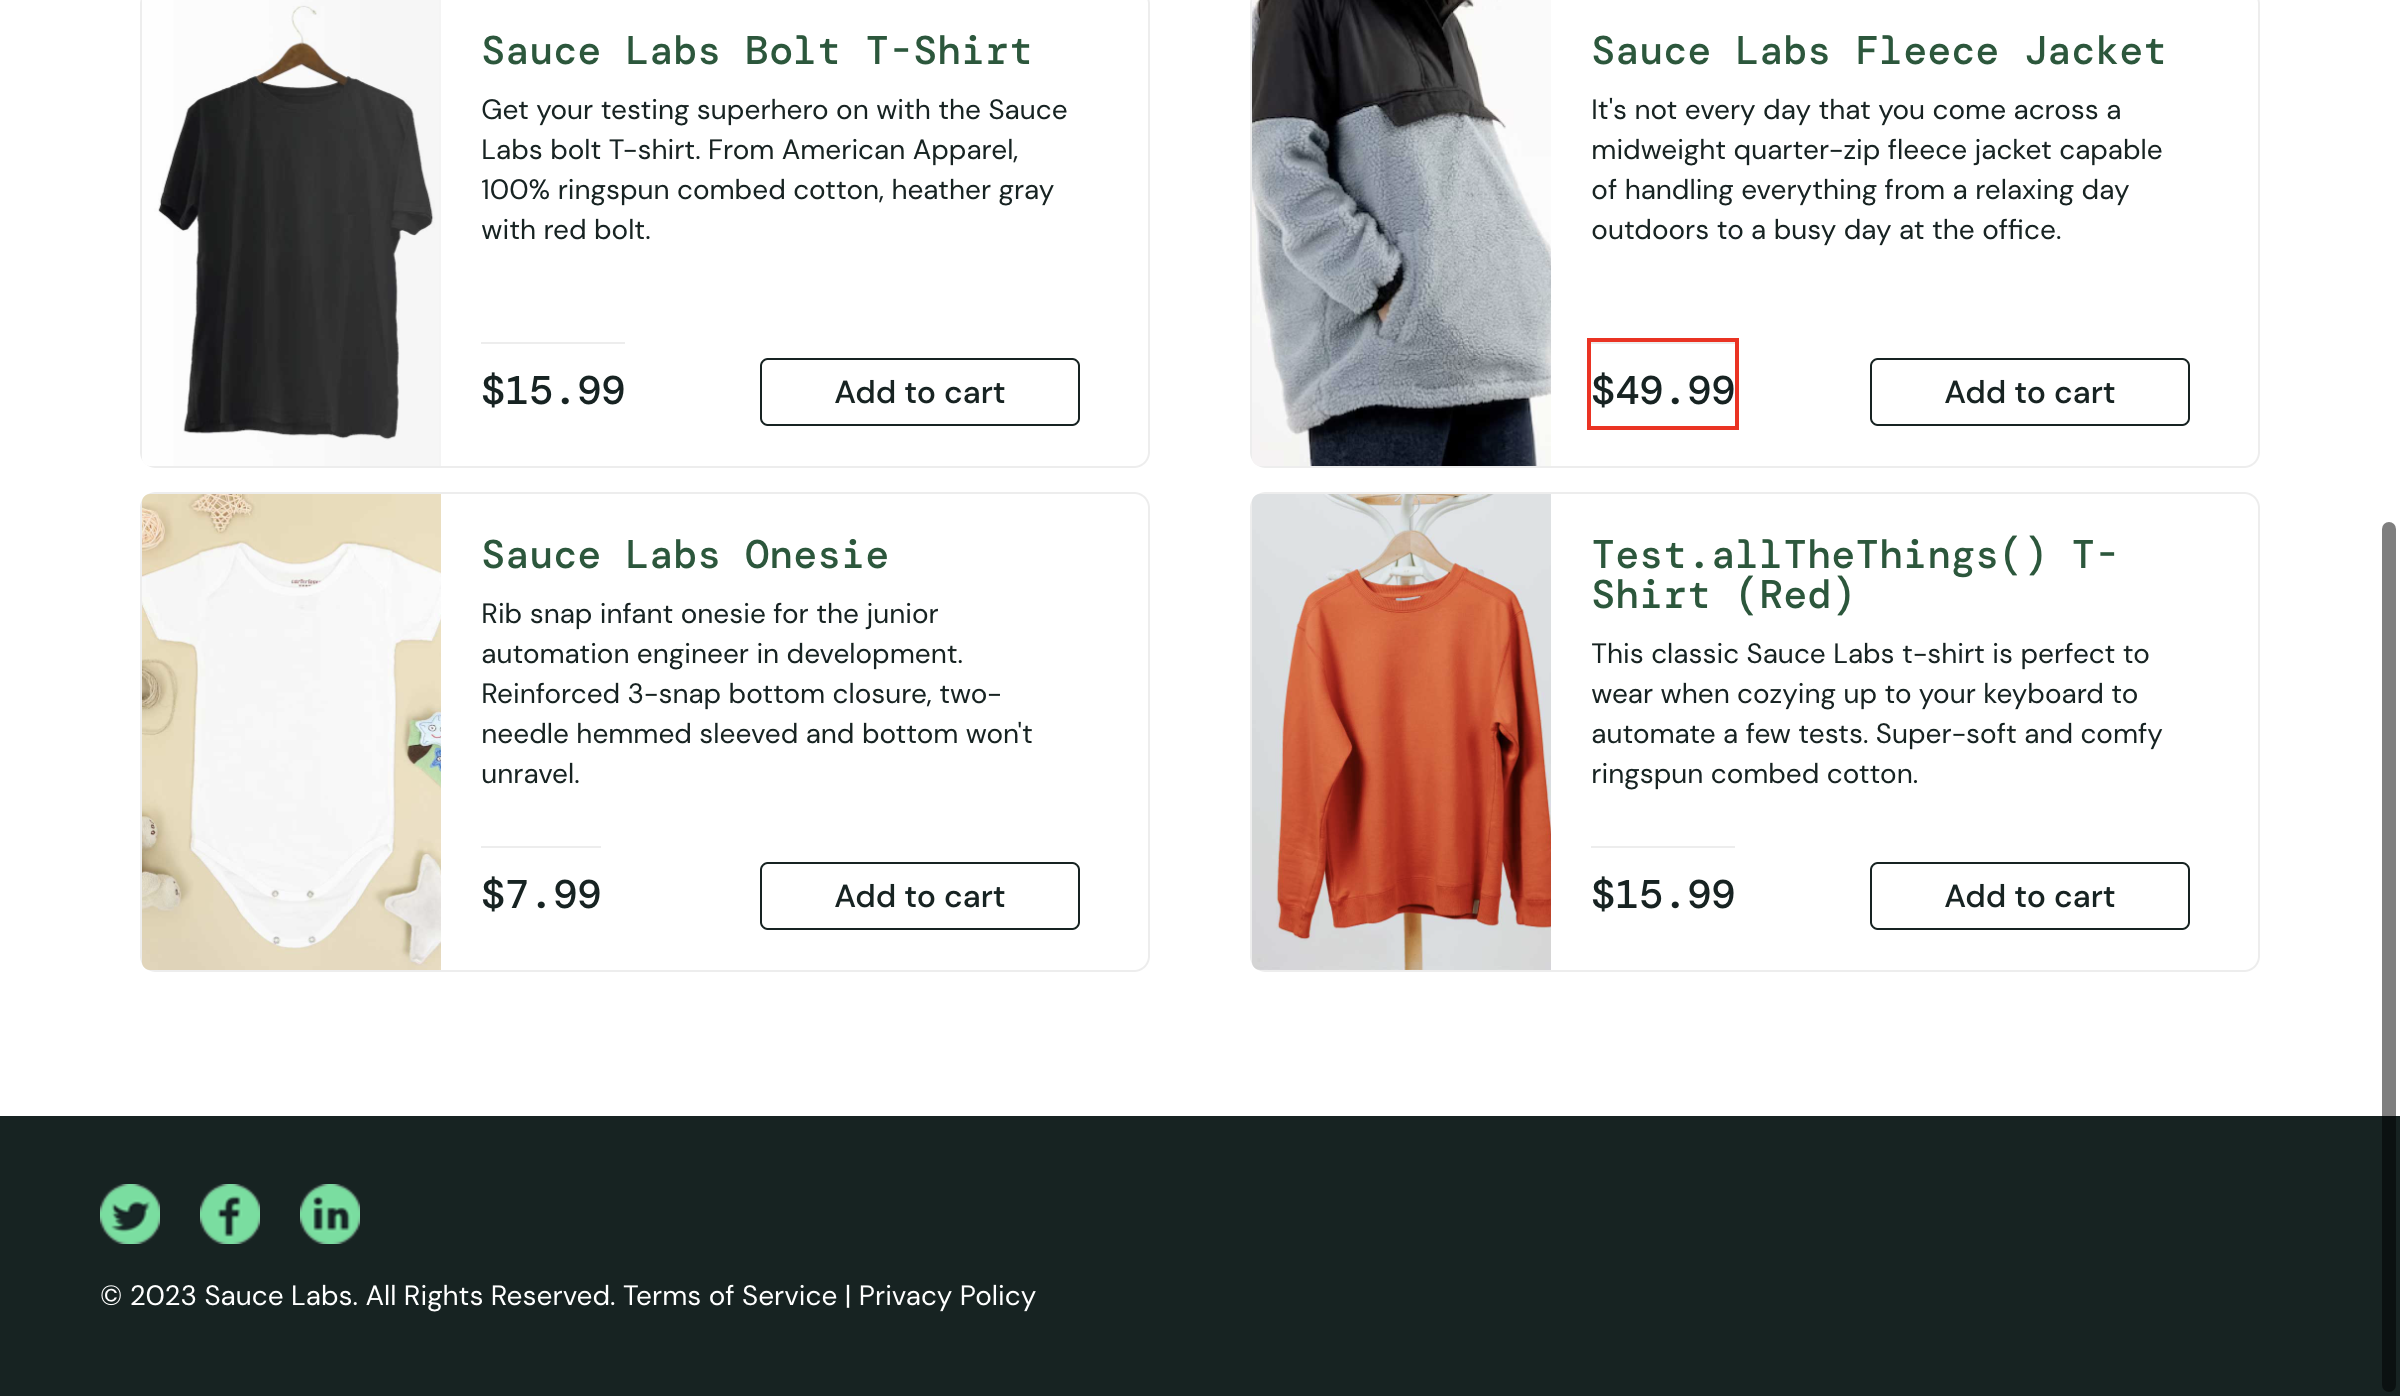 Sauce Labs Bolt T-Shirt
Get your testing superhero on with the Sauce
Labs bolt T-shirt. From American Apparel,
100% ringspun combed cotton, heather gray
with red bolt.
$15.99
Add to cart
Sauce Labs Fleece Jacket
It's not every day that you come across a
midweight quarter-zip fleece jacket capable
of handling everything from a relaxing day
outdoors to a busy day at the office.
$49.99
Add to cart
Sauce Labs Onesie
Rib snap infant onesie for the junior
automation engineer in development.
Reinforced 3-snap bottom closure, two-
needle hemmed sleeved and bottom won't
unravel.
$7.99
Add to cart
Test.allTheThings() T-
Shirt (Red)
This classic Sauce Labs t-shirt is perfect to
wear when cozying up to your keyboard to
automate a few tests. Super-soft and comfy
ringspun combed cotton.
$15.99
Add to cart
© 2023 Sauce Labs. All Rights Reserved. Terms of Service | Privacy Policy